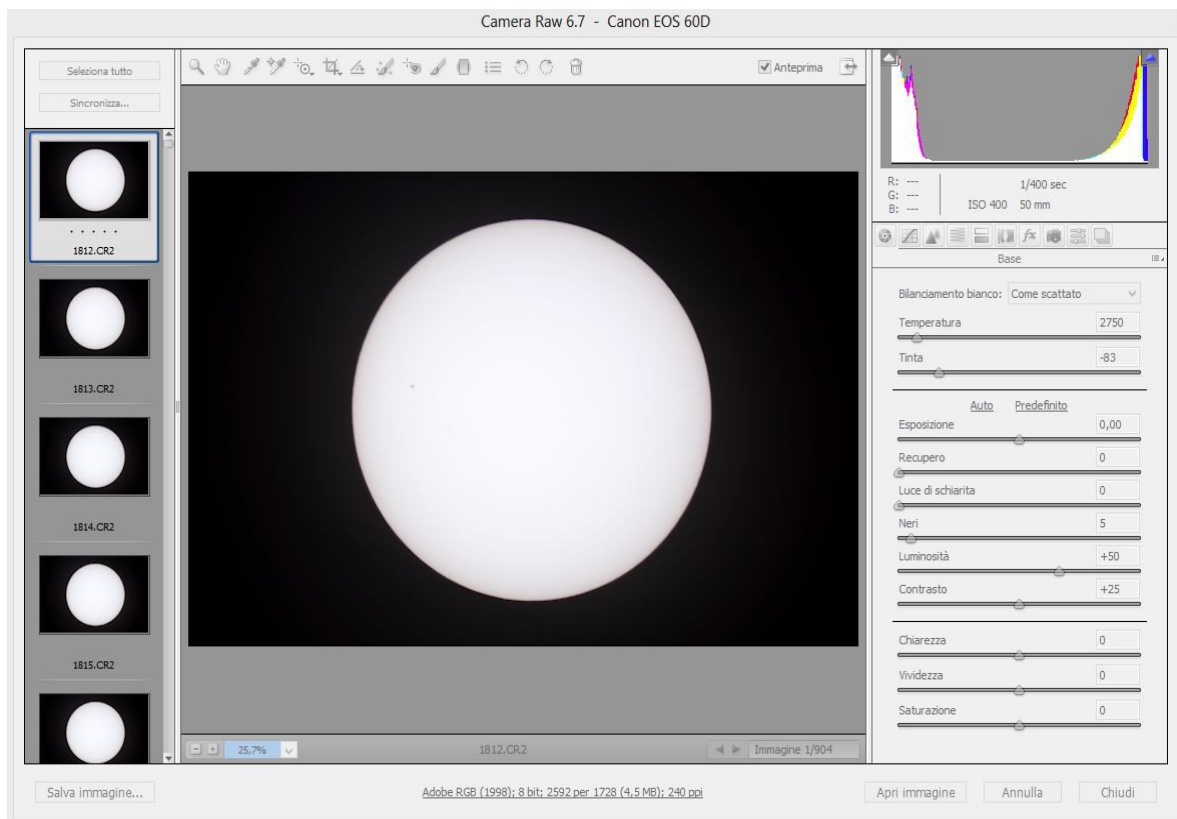 Camera Raw 6.7 - Canon EOS 60D
Seleziona tutto
Sincronizza...
1812.CR2
1813.CR2
1814.CR2
1815.CR2
Anteprima
R: ---
G: ---
B: ---
1/400 sec
ISO 400 50 mm
fx
Base
Bilanciamento bianco: Come scattato
Temperatura 2750
Tinta -83
Auto Predefinito
Esposizione 0,00
Recupero 0
Luce di schiarita 0
Neri 5
Luminosità +50
Contrasto +25
Chiarezza 0
Vividezza 0
Saturazione 0
25,7% 1812.CR2 Immagine 1/904
Salva immagine... Adobe RGB (1998); 8 bit; 2592 per 1728 (4,5 MB); 240 ppi Apri immagine Annulla Chiudi